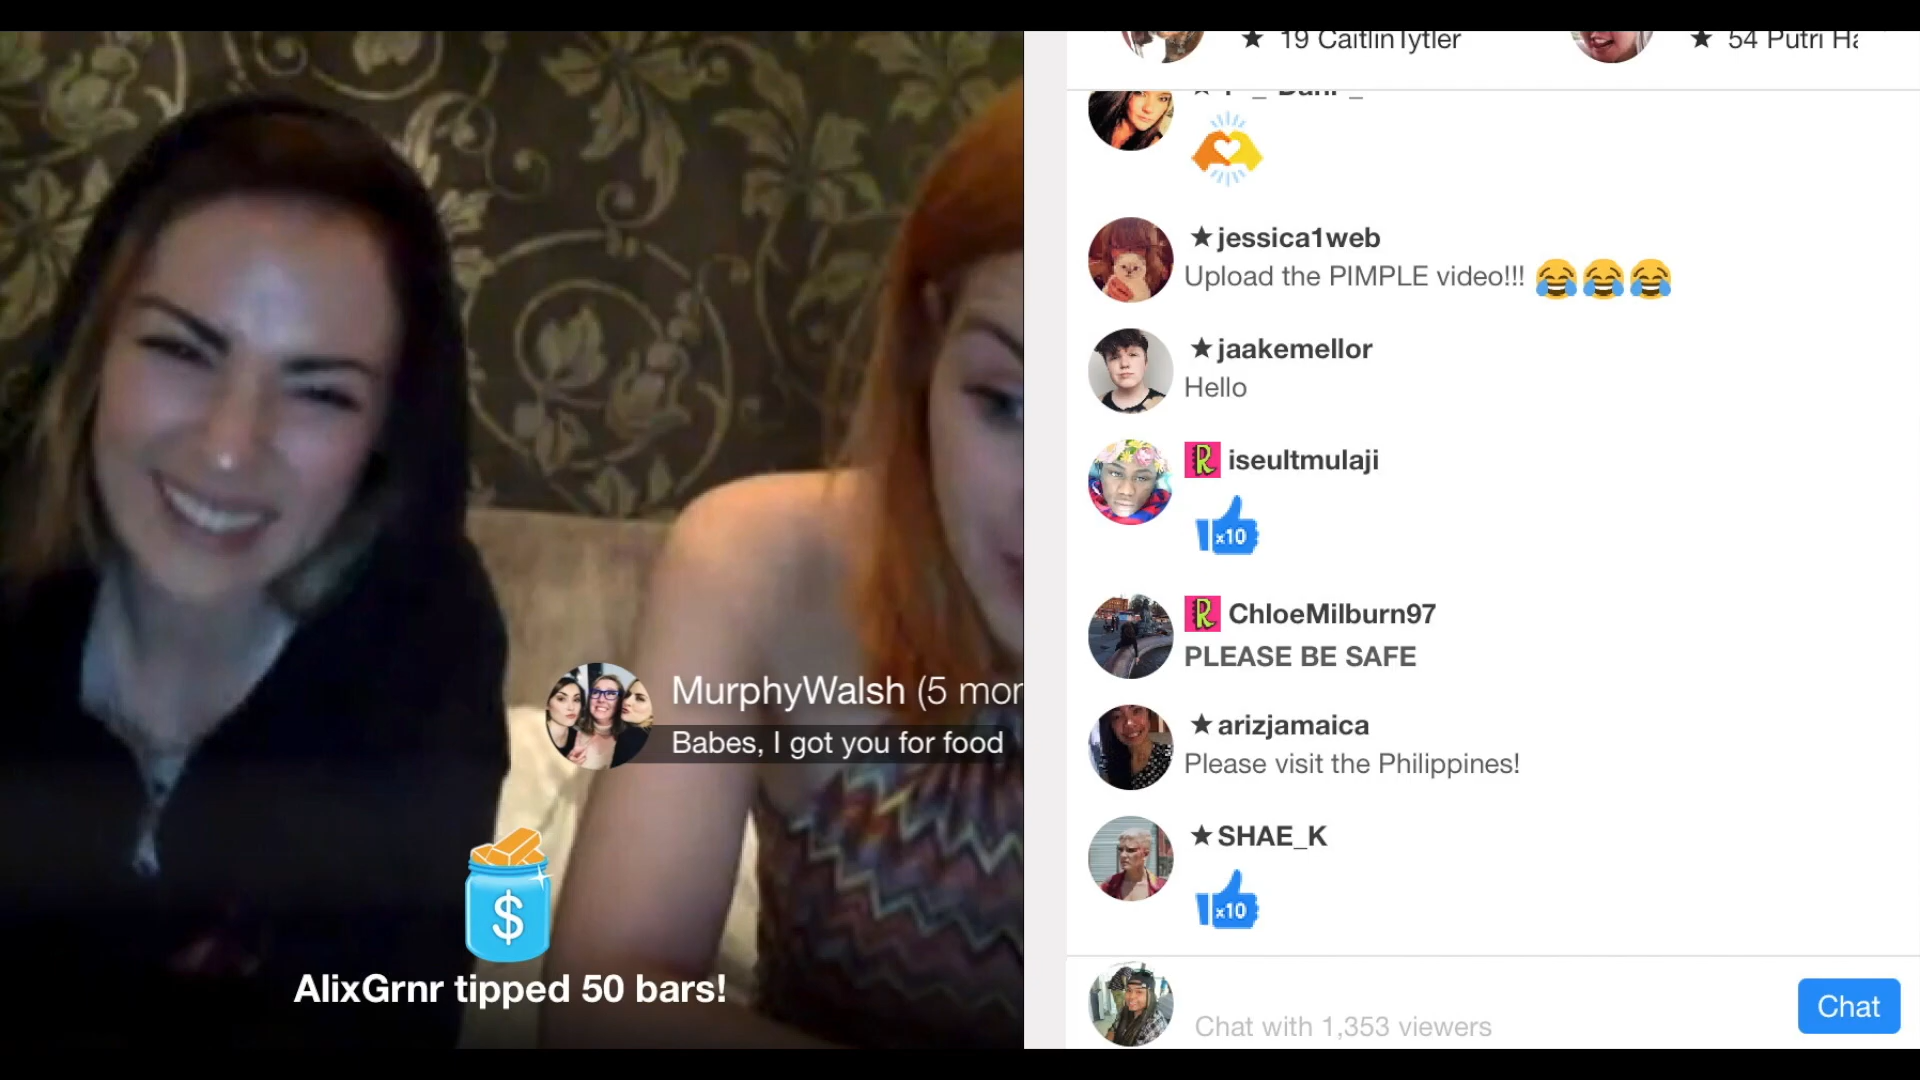 ★ 19 CaitlinTytler
★ 54 Putri
★ jessica1web
Upload the PIMPLE video!!! 😂😂😂
★ jaakemellor
Hello
R iseultmulaji
x10
R ChloeMilburn97
PLEASE BE SAFE
★ arizjamaica
Please visit the Philippines!
★ SHAE_K
x10
MurphyWalsh (5 mor
Babes, I got you for food
$
AlixGrnr tipped 50 bars!
Chat with 1,353 viewers
Chat